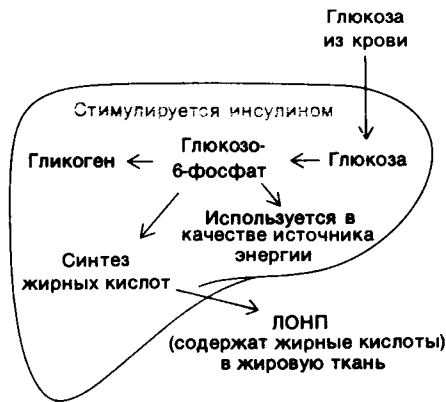 Глюкоза
из крови
Стимулируется инсулином
Глюкозо-
6-фосфат
Гликоген
Глюкоза
Используется в
качестве источника
энергии
Синтез
жирных кислот
ЛОНП
(содержат жирные кислоты)
в жировую ткань